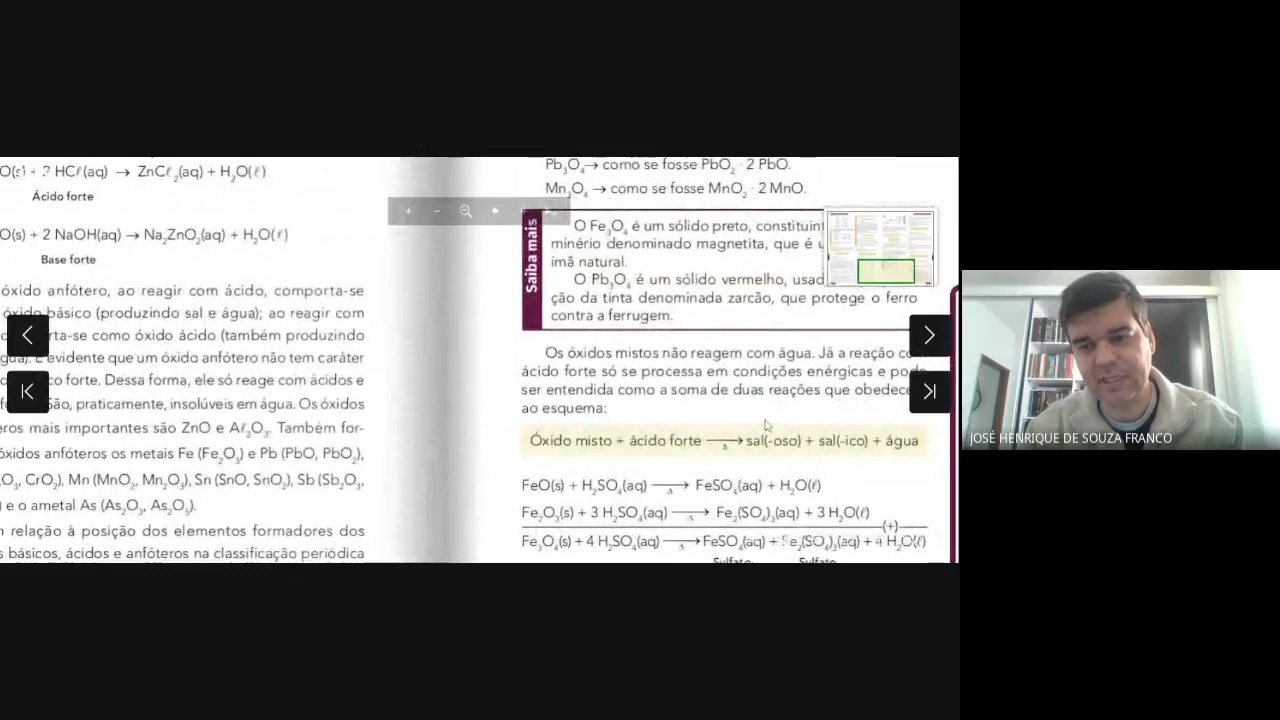 O(s) + 2 HCℓ(aq) → ZnCℓ₂(aq) + H₂O(ℓ)
Ácido forte
O(s) + 2 NaOH(aq) → Na₂ZnO₂(aq) + H₂O(ℓ)
Base forte
óxido anfótero, ao reagir com ácido, comporta-se
óxido básico (produzindo sal e água); ao reagir com
se como óxido ácido (também produzindo
evidente que um óxido anfótero não tem caráter
forte. Dessa forma, ele só reage com ácidos e
São, praticamente, insolúveis em água. Os óxidos
eros mais importantes são ZnO e Aℓ₂O₃. Também for-
óxidos anfóteros os metais Fe (Fe₂O₃) e Pb (PbO, PbO₂),
O₃, CrO₂), Mn (MnO₂, Mn₂O₃), Sn (SnO, SnO₂), Sb (Sb₂O₃,
) e o ametal As (As₂O₃, As₂O₅).
relação à posição dos elementos formadores dos
s básicos, ácidos e anfóteros na classificação periódica
Pb₃O₄ → como se fosse PbO₂ · 2 PbO.
Mn₃O₄ → como se fosse MnO₂ · 2 MnO.
Saiba mais
O Fe₃O₄ é um sólido preto, constituint
minério denominado magnetita, que é u
imã natural.
O Pb₃O₄ é um sólido vermelho, usad
ção da tinta denominada zarcão, que protege o ferro
contra a ferrugem.
Os óxidos mistos não reagem com água. Já a reação co
ácido forte só se processa em condições enérgicas e pode
ser entendida como a soma de duas reações que obedece
ao esquema:
Óxido misto + ácido forte —Δ→ sal(-oso) + sal(-ico) + água
FeO(s) + H₂SO₄(aq) —Δ→ FeSO₄(aq) + H₂O(ℓ)
Fe₂O₃(s) + 3 H₂SO₄(aq) —Δ→ Fe₂(SO₄)₃(aq) + 3 H₂O(ℓ)
(+)
Fe₃O₄(s) + 4 H₂SO₄(aq) —Δ→ FeSO₄(aq) + Fe₂(SO₄)₃(aq) + 4 H₂O(ℓ)
Sulfato Sulfato
JOSÉ HENRIQUE DE SOUZA FRANCO